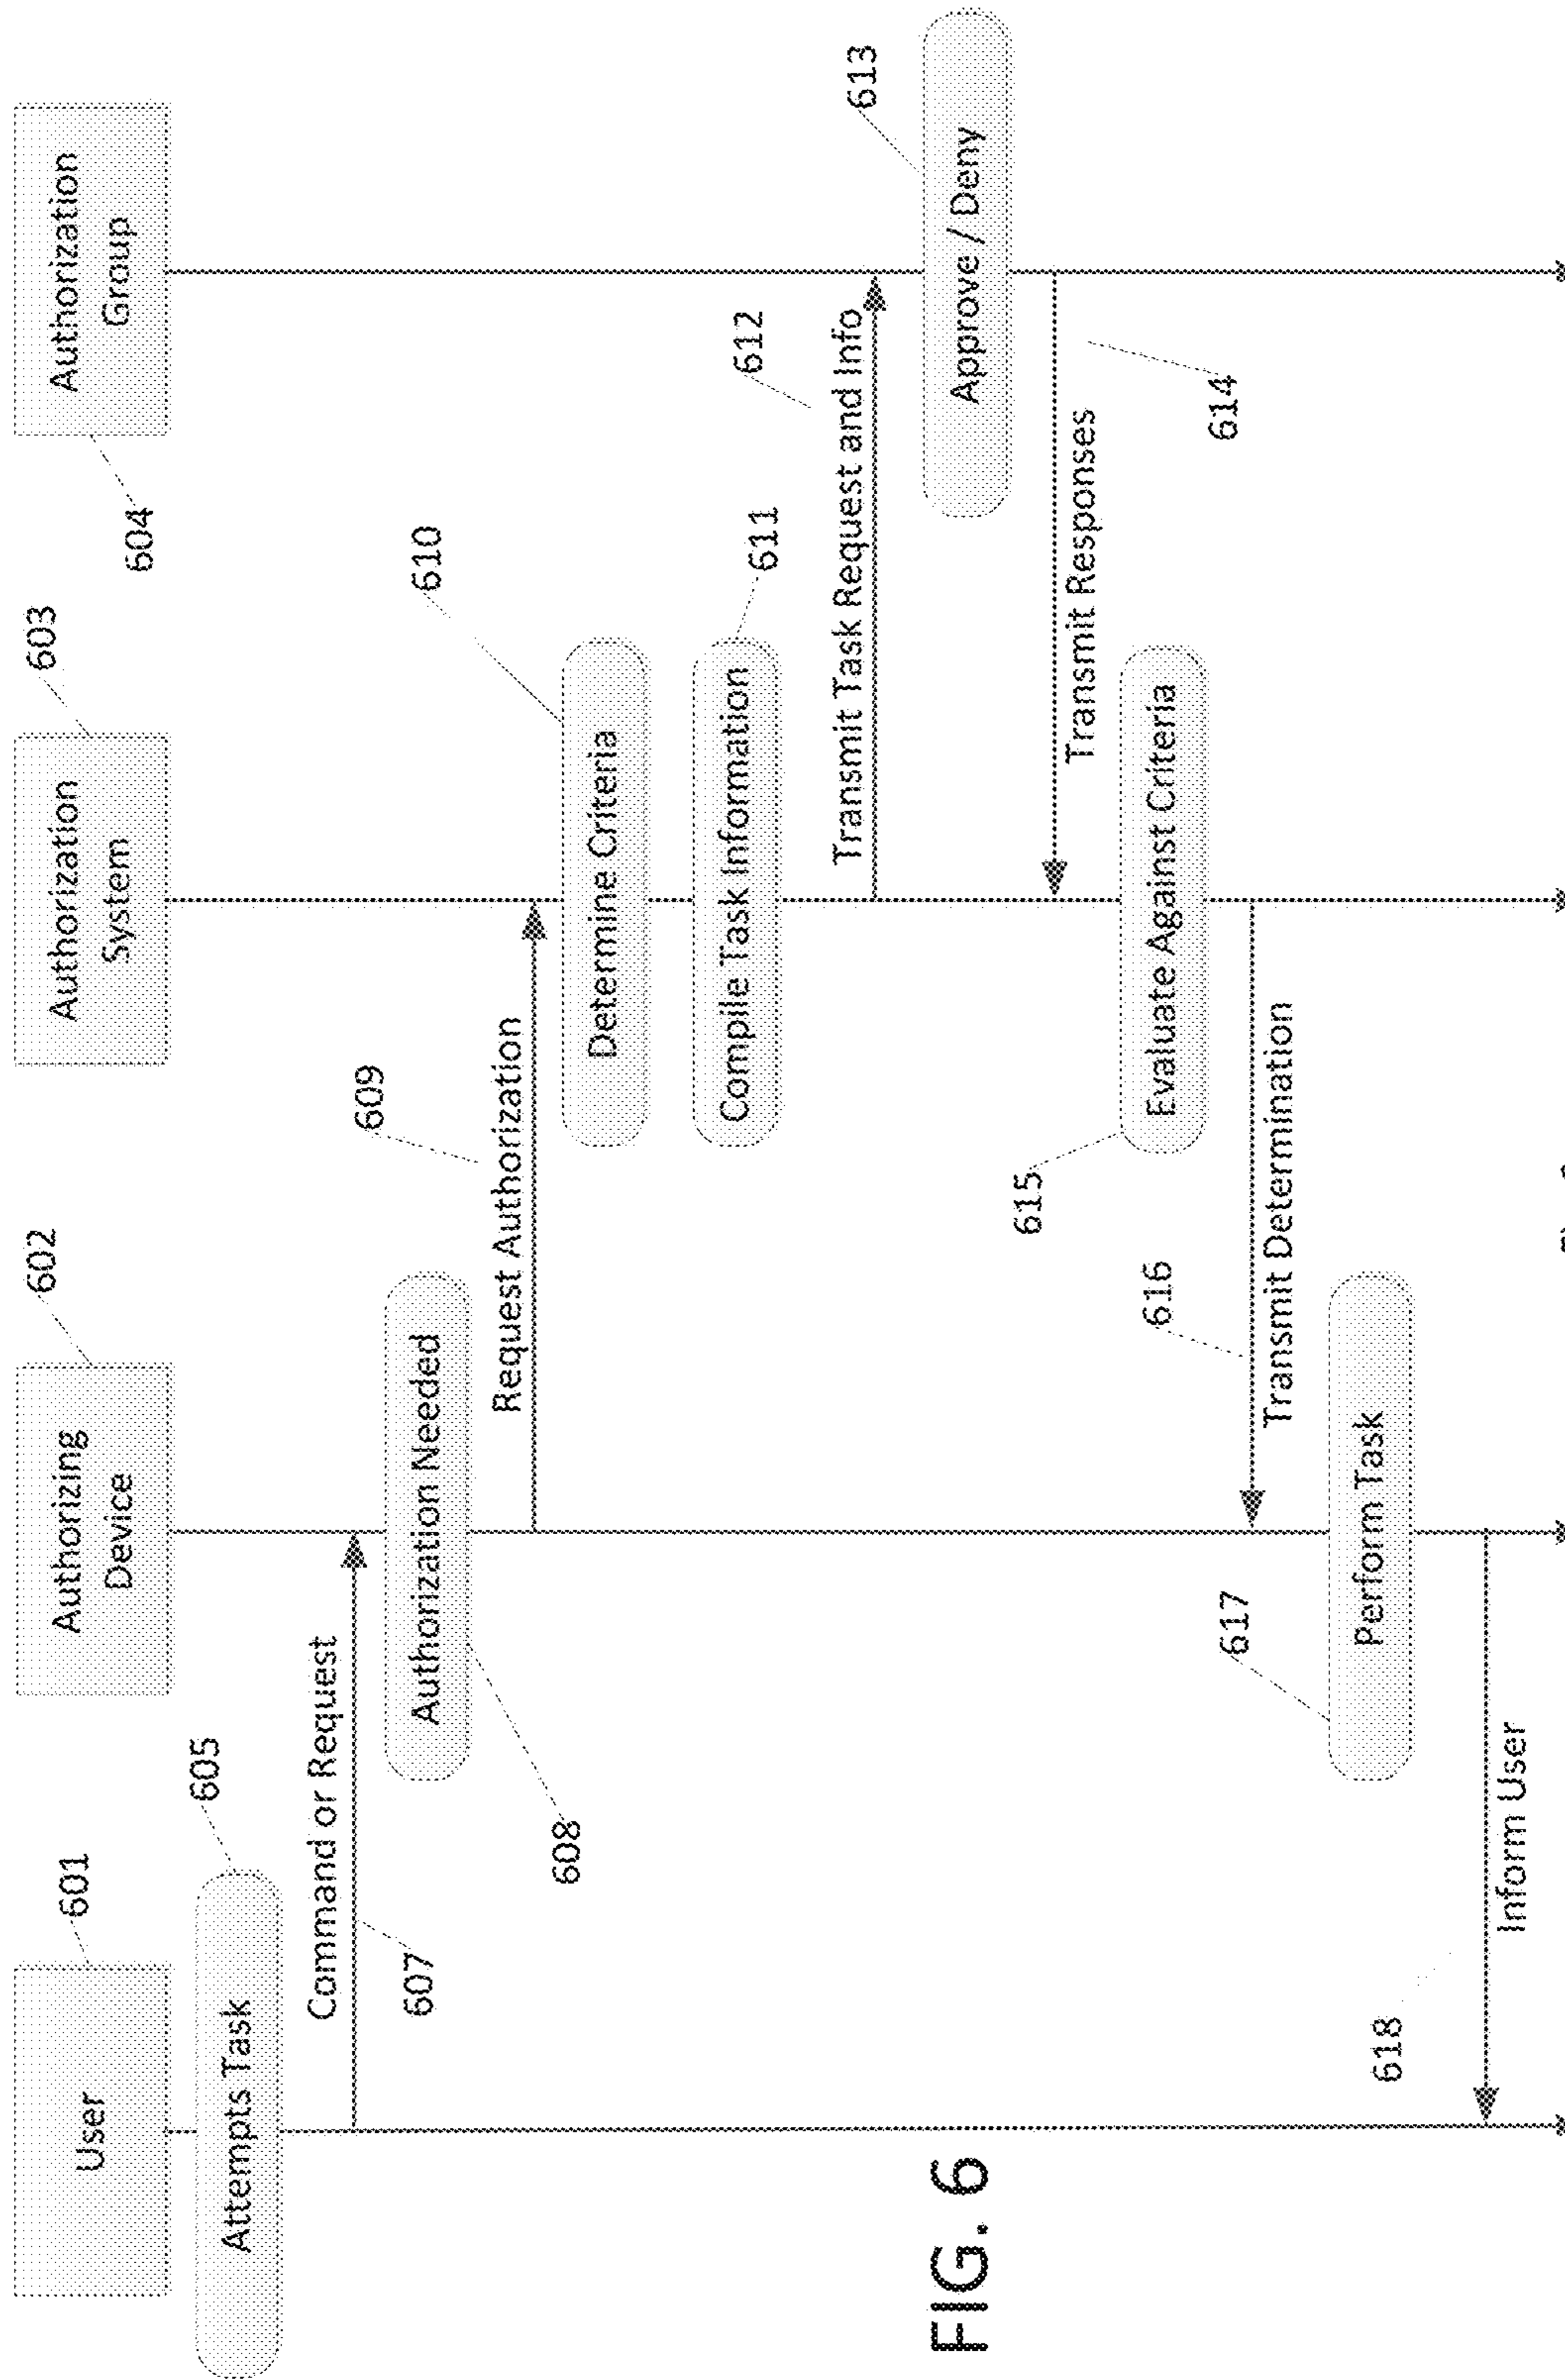 User
601
Authorizing
Device
602
Authorization
System
603
Authorization
Group
604
Attempts Task
605
Command or Request
607
Authorization Needed
608
Request Authorization
609
Determine Criteria
610
Compile Task Information
611
Transmit Task Request and Info
612
Approve / Deny
613
Transmit Responses
614
Evaluate Against Criteria
615
Transmit Determination
616
Perform Task
617
Inform User
618
FIG. 6